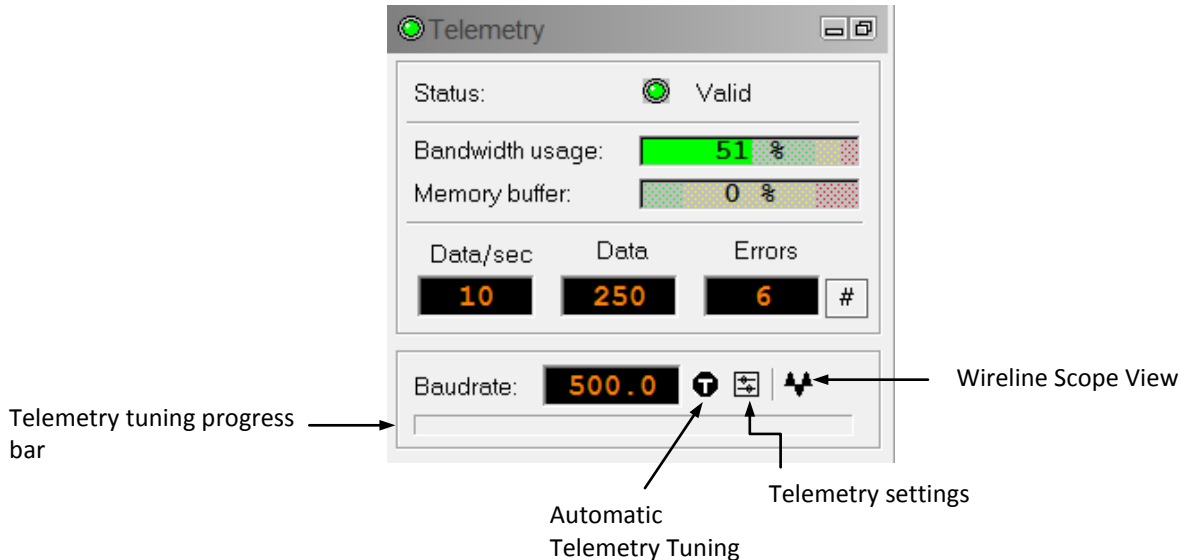 Telemetry
Status: Valid
Bandwidth usage: 51 %
Memory buffer: 0 %
Data/sec Data Errors
10 250 6 #
Baudrate: 500.0 T
Wireline Scope View
Telemetry tuning progress
bar
Telemetry settings
Automatic
Telemetry Tuning